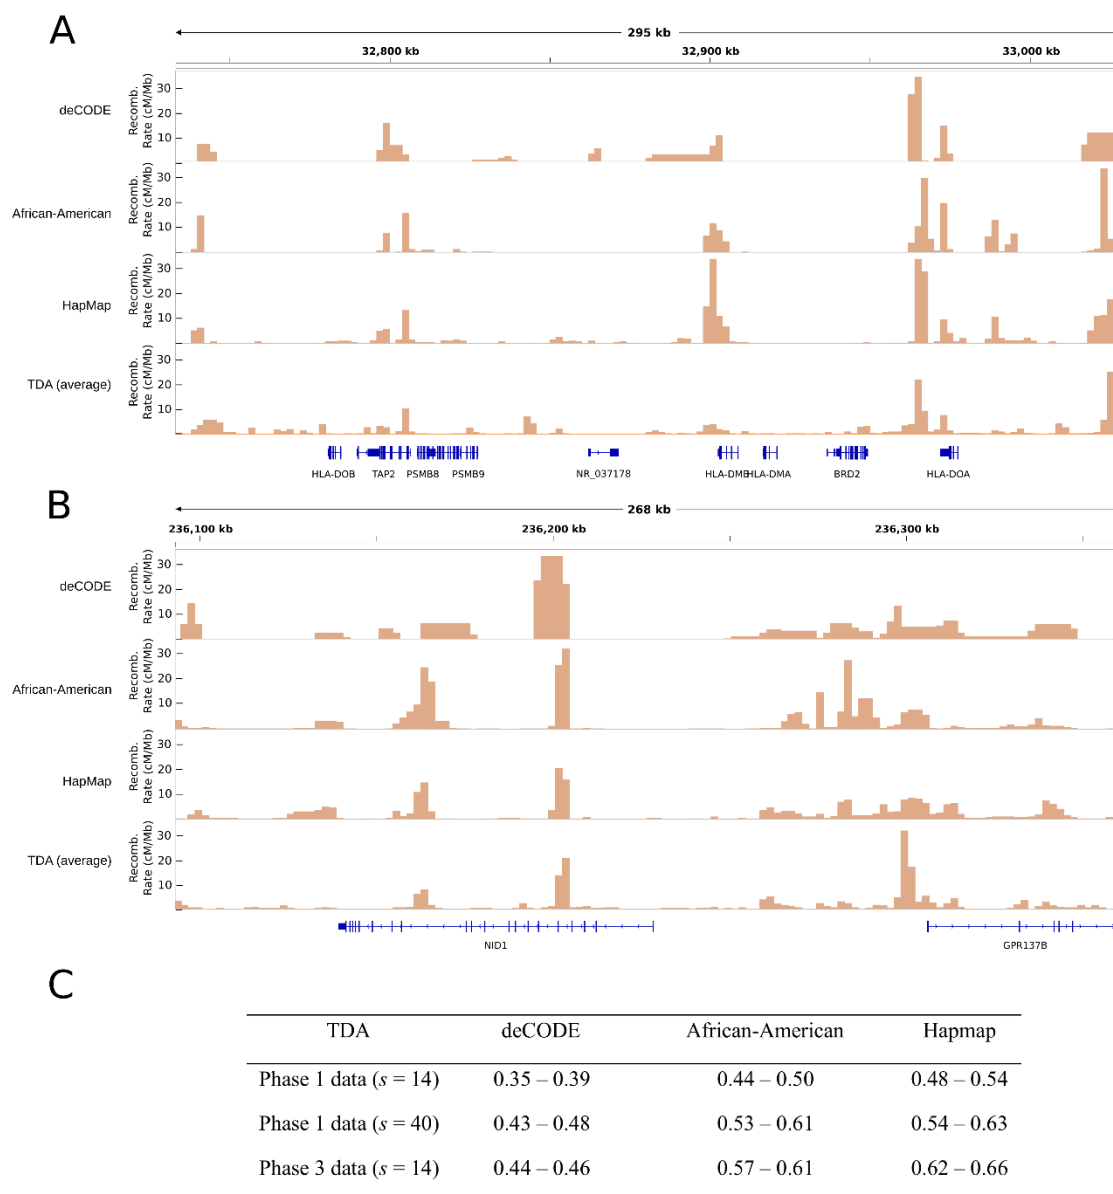 A
295 kb
32,800 kb 32,900 kb 33,000 kb
deCODE
Recomb.
Rate (cM/Mb)
30
20
10
African-American
Recomb.
Rate (cM/Mb)
30
20
10
HapMap
Recomb.
Rate (cM/Mb)
30
20
10
TDA (average)
Recomb.
Rate (cM/Mb)
30
20
10
HLA-DOB TAP2 PSMB8 PSMB9 NR_037178 HLA-DMB HLA-DMA BRD2 HLA-DOA
B
268 kb
236,100 kb 236,200 kb 236,300 kb
deCODE
Recomb.
Rate (cM/Mb)
30
20
10
African-American
Recomb.
Rate (cM/Mb)
30
20
10
HapMap
Recomb.
Rate (cM/Mb)
30
20
10
TDA (average)
Recomb.
Rate (cM/Mb)
30
20
10
NID1 GPR137B
C
TDA deCODE African-American Hapmap
Phase 1 data (s = 14) 0.35 – 0.39 0.44 – 0.50 0.48 – 0.54
Phase 1 data (s = 40) 0.43 – 0.48 0.53 – 0.61 0.54 – 0.63
Phase 3 data (s = 14) 0.44 – 0.46 0.57 – 0.61 0.62 – 0.66